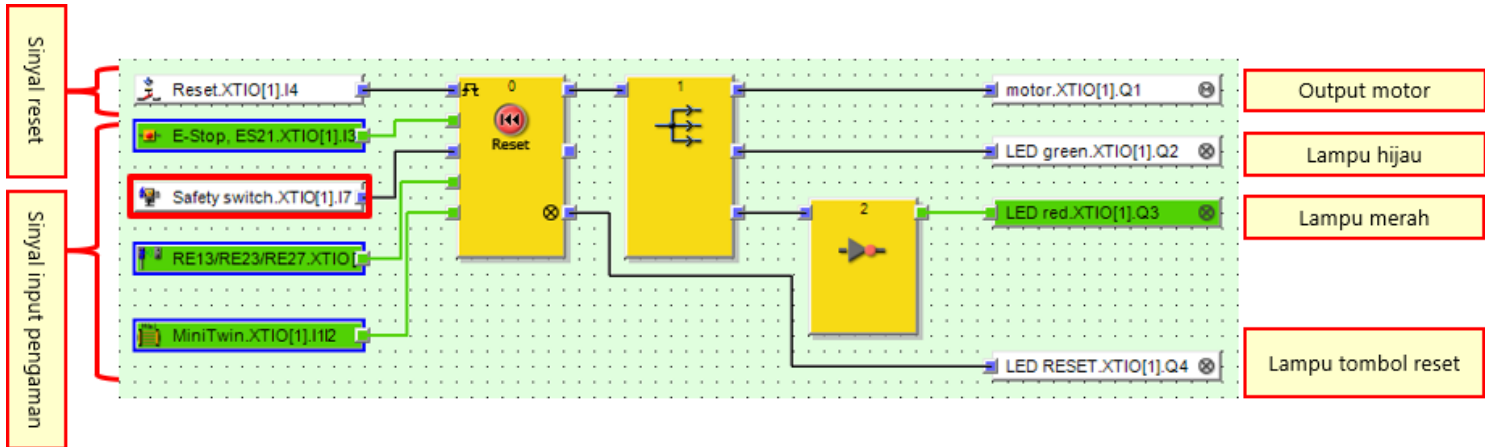 Sinyal reset
Sinyal input pengaman
Reset.XTIO[1].I4
E-Stop, ES21.XTIO[1].I3
Safety switch.XTIO[1].I7
RE13/RE23/RE27.XTIO[
MiniTwin.XTIO[1].I1I2
0
Reset
1
2
motor.XTIO[1].Q1
LED green.XTIO[1].Q2
LED red.XTIO[1].Q3
LED RESET.XTIO[1].Q4
Output motor
Lampu hijau
Lampu merah
Lampu tombol reset